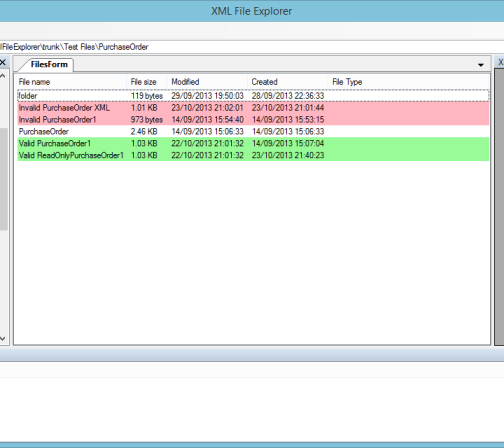 XML File Explorer
lFileExplorer\trunk\Test Files\PurchaseOrder
FilesForm
File name File size Modified Created File Type
folder 119 bytes 29/09/2013 19:50:03 28/09/2013 22:36:33
Invalid PurchaseOrder XML 1.01 KB 23/10/2013 21:02:01 23/10/2013 21:01:44
Invalid PurchaseOrder1 973 bytes 14/09/2013 15:54:40 14/09/2013 15:53:15
PurchaseOrder 2.46 KB 14/09/2013 15:06:33 14/09/2013 15:06:33
Valid PurchaseOrder1 1.03 KB 22/10/2013 21:01:32 14/09/2013 15:07:04
Valid ReadOnlyPurchaseOrder1 1.03 KB 22/10/2013 21:01:32 23/10/2013 21:40:23